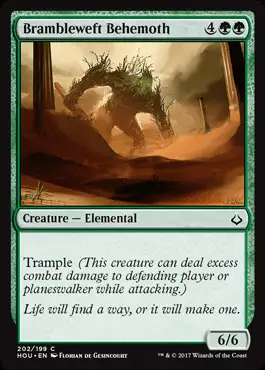 Brambleweft Behemoth 4
Creature — Elemental
Trample (This creature can deal excess
combat damage to defending player or
planeswalker while attacking.)
Life will find a way, or it will make one.
6/6
202/199 C
HOU • EN Florian de Gesincourt
™ & © 2017 Wizards of the Coast